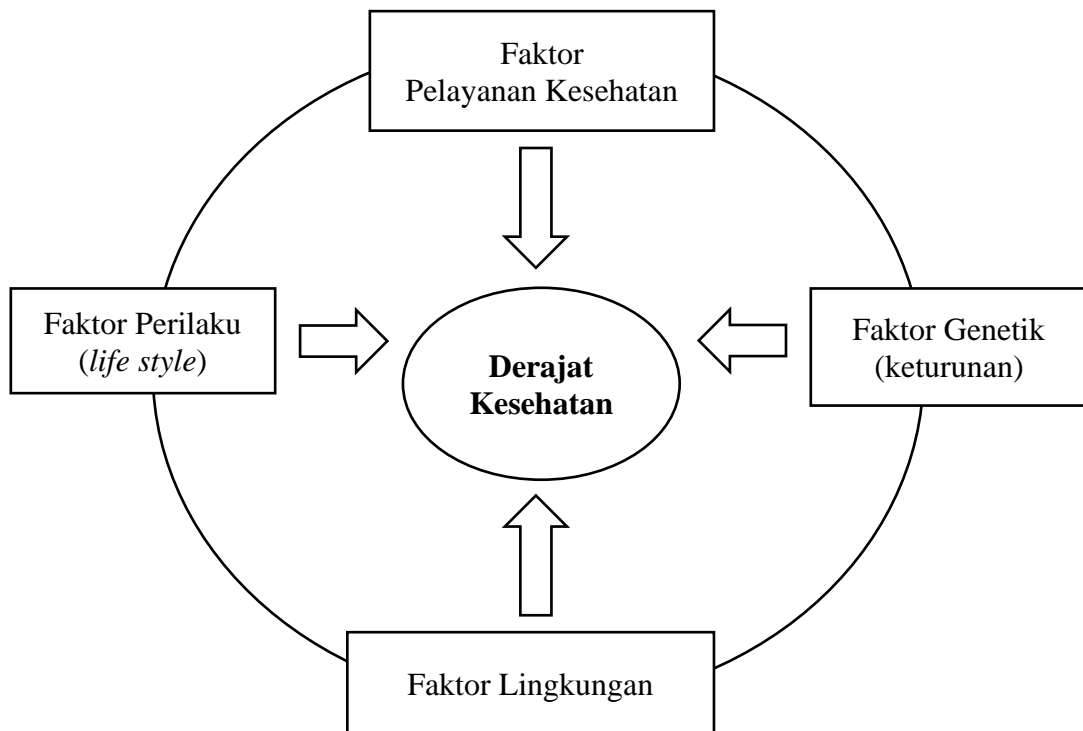 Faktor
Pelayanan Kesehatan
Faktor Perilaku
(life style)
Derajat
Kesehatan
Faktor Genetik
(keturunan)
Faktor Lingkungan